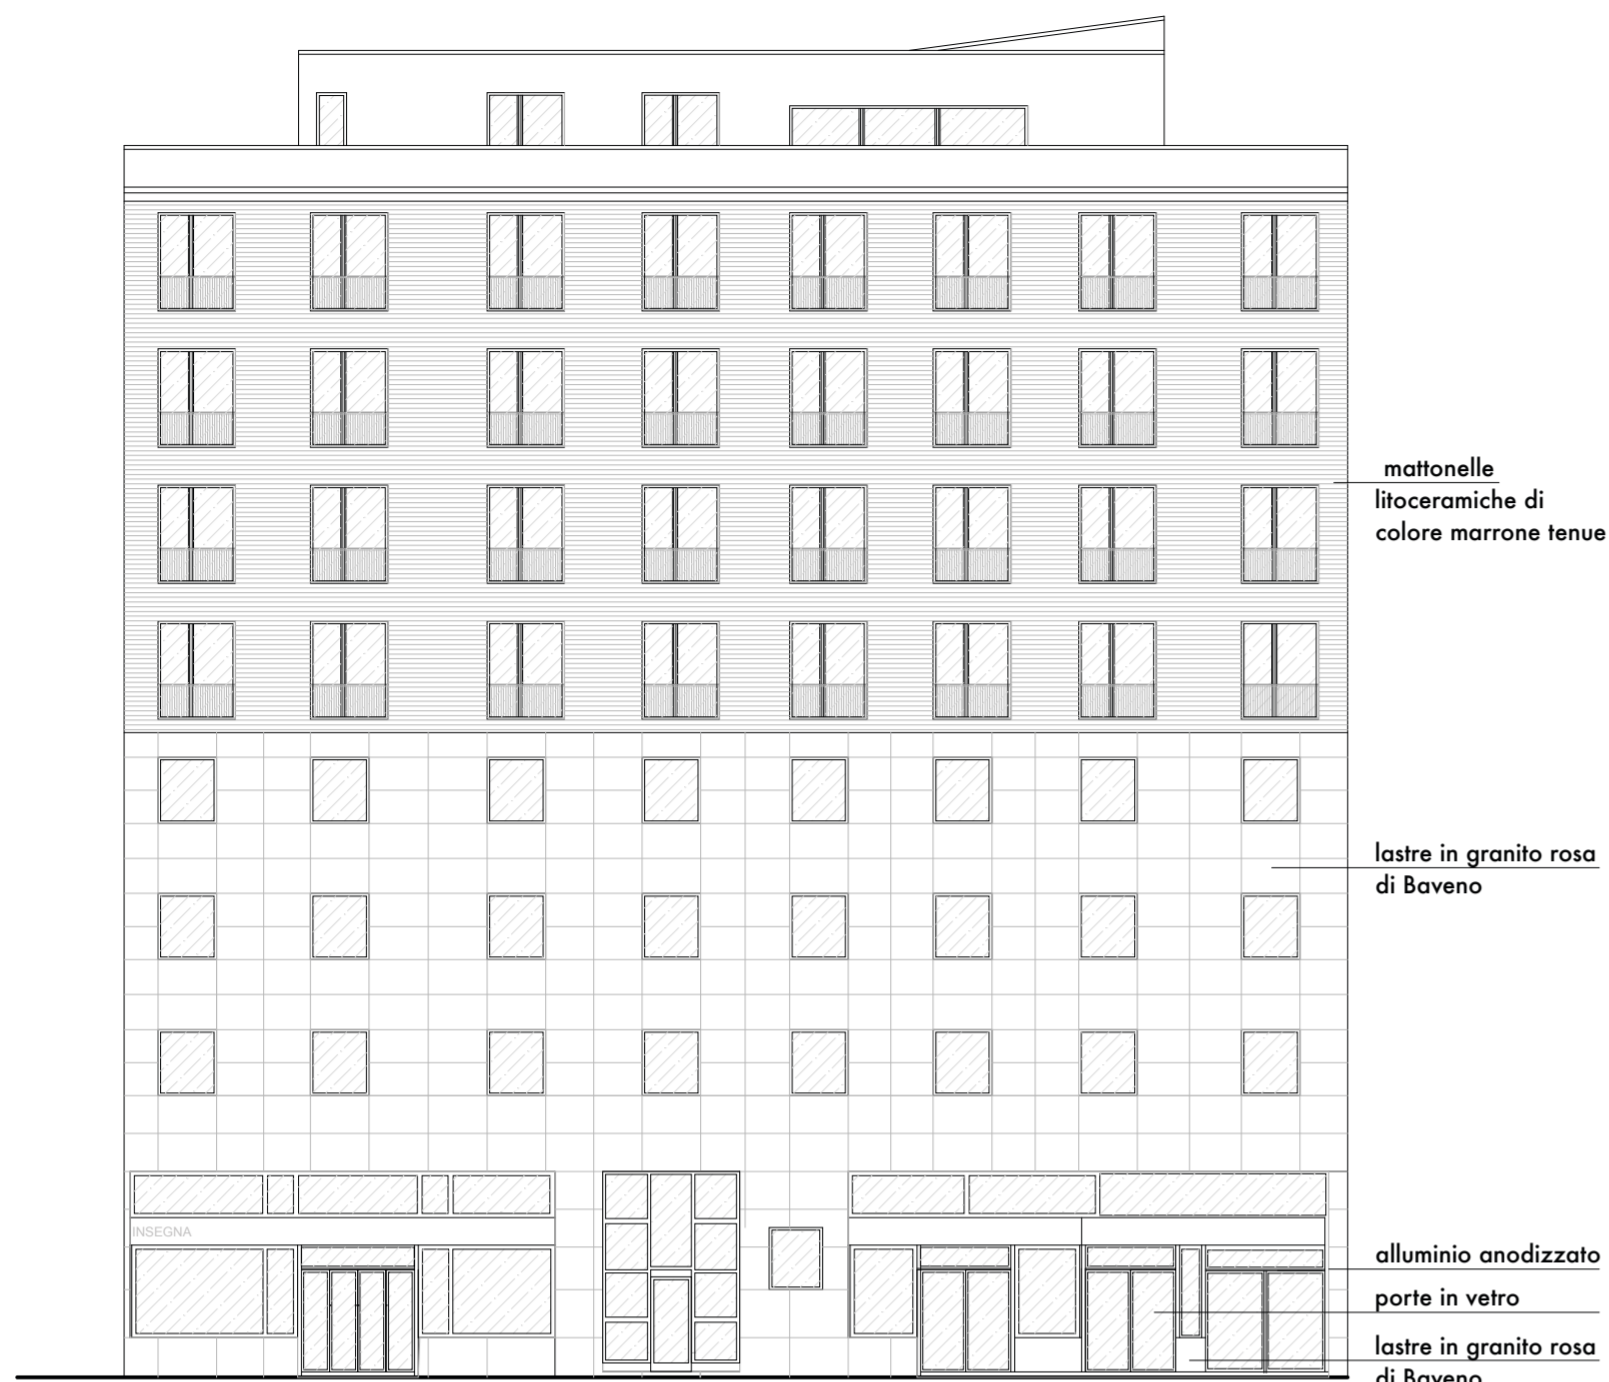 mattonelle
litoceramiche di
colore marrone tenue
lastre in granito rosa
di Baveno
INSEGNA
alluminio anodizzato
porte in vetro
lastre in granito rosa
di Baveno